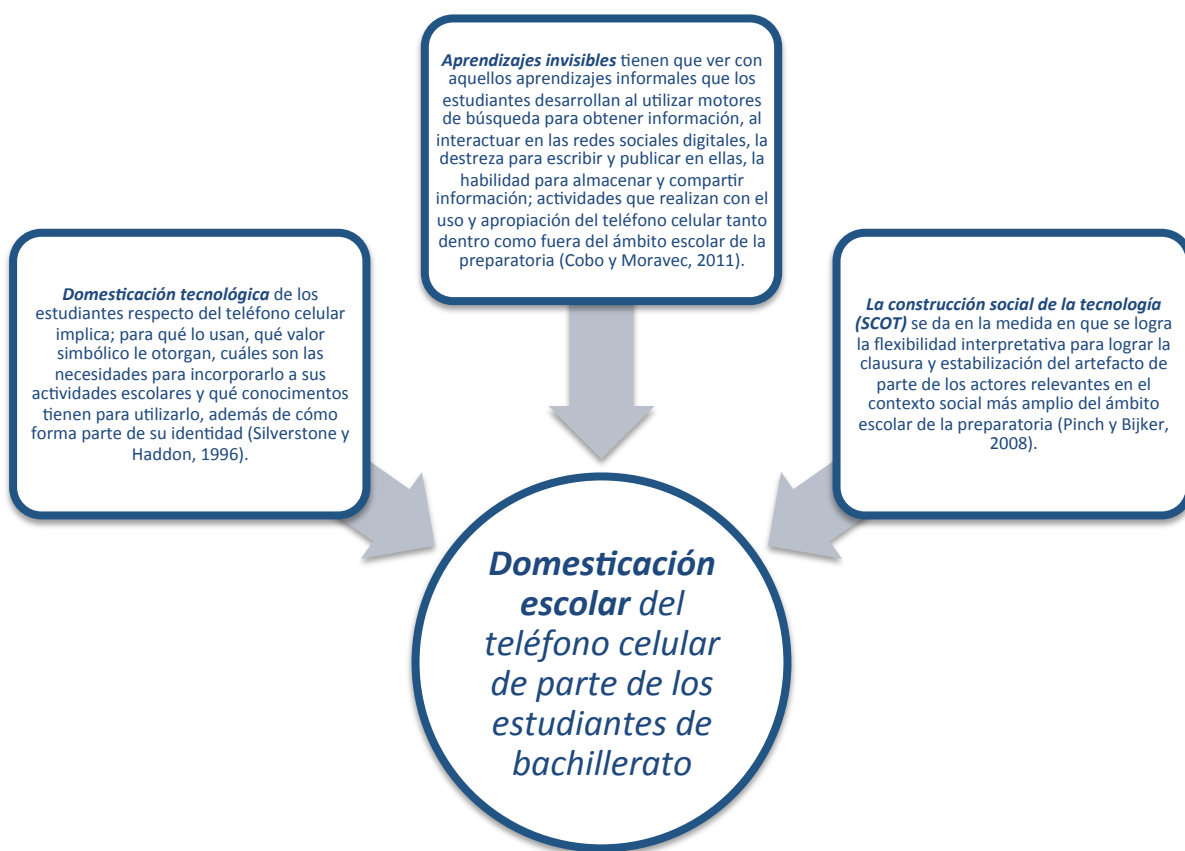 Aprendizajes invisibles tienen que ver con
aquellos aprendizajes informales que los
estudiantes desarrollan al utilizar motores
de búsqueda para obtener información, al
interactuar en las redes sociales digitales, la
destreza para escribir y publicar en ellas, la
habilidad para almacenar y compartir
información; actividades que realizan con el
uso y apropiación del teléfono celular tanto
dentro como fuera del ámbito escolar de la
preparatoria (Cobo y Moravec, 2011).
Domesticación tecnológica de los
estudiantes respecto del teléfono celular
implica; para qué lo usan, qué valor
simbólico le otorgan, cuáles son las
necesidades para incorporarlo a sus
actividades escolares y qué conocimentos
tienen para utilizarlo, además de cómo
forma parte de su identidad (Silverstone y
Haddon, 1996).
La construcción social de la tecnología
(SCOT) se da en la medida en que se logra
la flexibilidad interpretativa para lograr la
clausura y estabilización del artefacto de
parte de los actores relevantes en el
contexto social más amplio del ámbito
escolar de la preparatoria (Pinch y Bijker,
2008).
Domesticación
escolar del
teléfono celular
de parte de los
estudiantes de
bachillerato